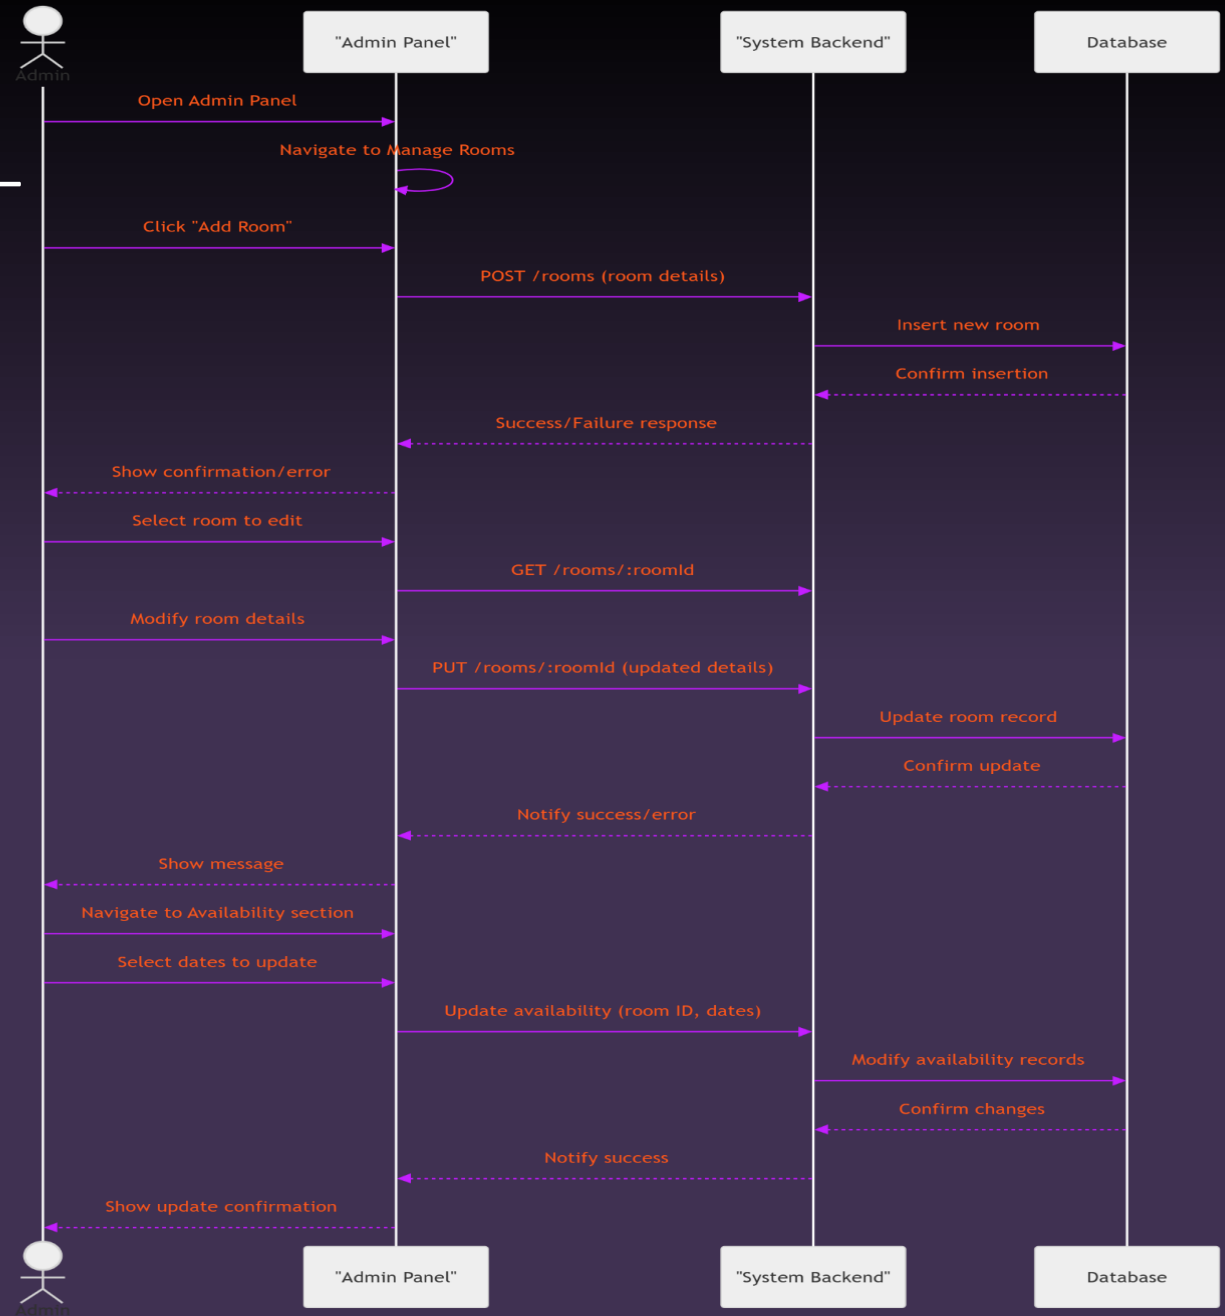 "Admin Panel"
"System Backend"
Database
Admin
Open Admin Panel
Navigate to Manage Rooms
Click "Add Room"
POST /rooms (room details)
Insert new room
Confirm insertion
Success/Failure response
Show confirmation/error
Select room to edit
GET /rooms/:roomId
Modify room details
PUT /rooms/:roomId (updated details)
Update room record
Confirm update
Notify success/error
Show message
Navigate to Availability section
Select dates to update
Update availability (room ID, dates)
Modify availability records
Confirm changes
Notify success
Show update confirmation
"Admin Panel"
"System Backend"
Database
Admin